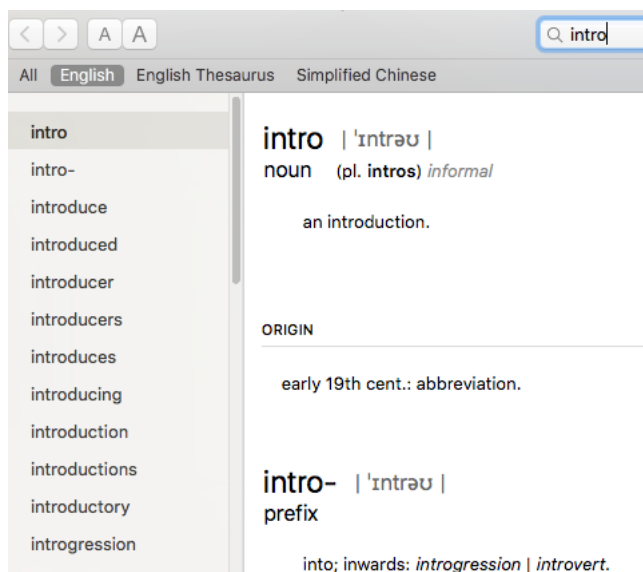 A A
intro
All English English Thesaurus Simplified Chinese
intro
intro-
introduce
introduced
introducer
introducers
introduces
introducing
introduction
introductions
introductory
introgression
intro | ˈɪntrəʊ |
noun (pl. intros) informal
an introduction.
ORIGIN
early 19th cent.: abbreviation.
intro- | ˈɪntrəʊ |
prefix
into; inwards: introgression | introvert.